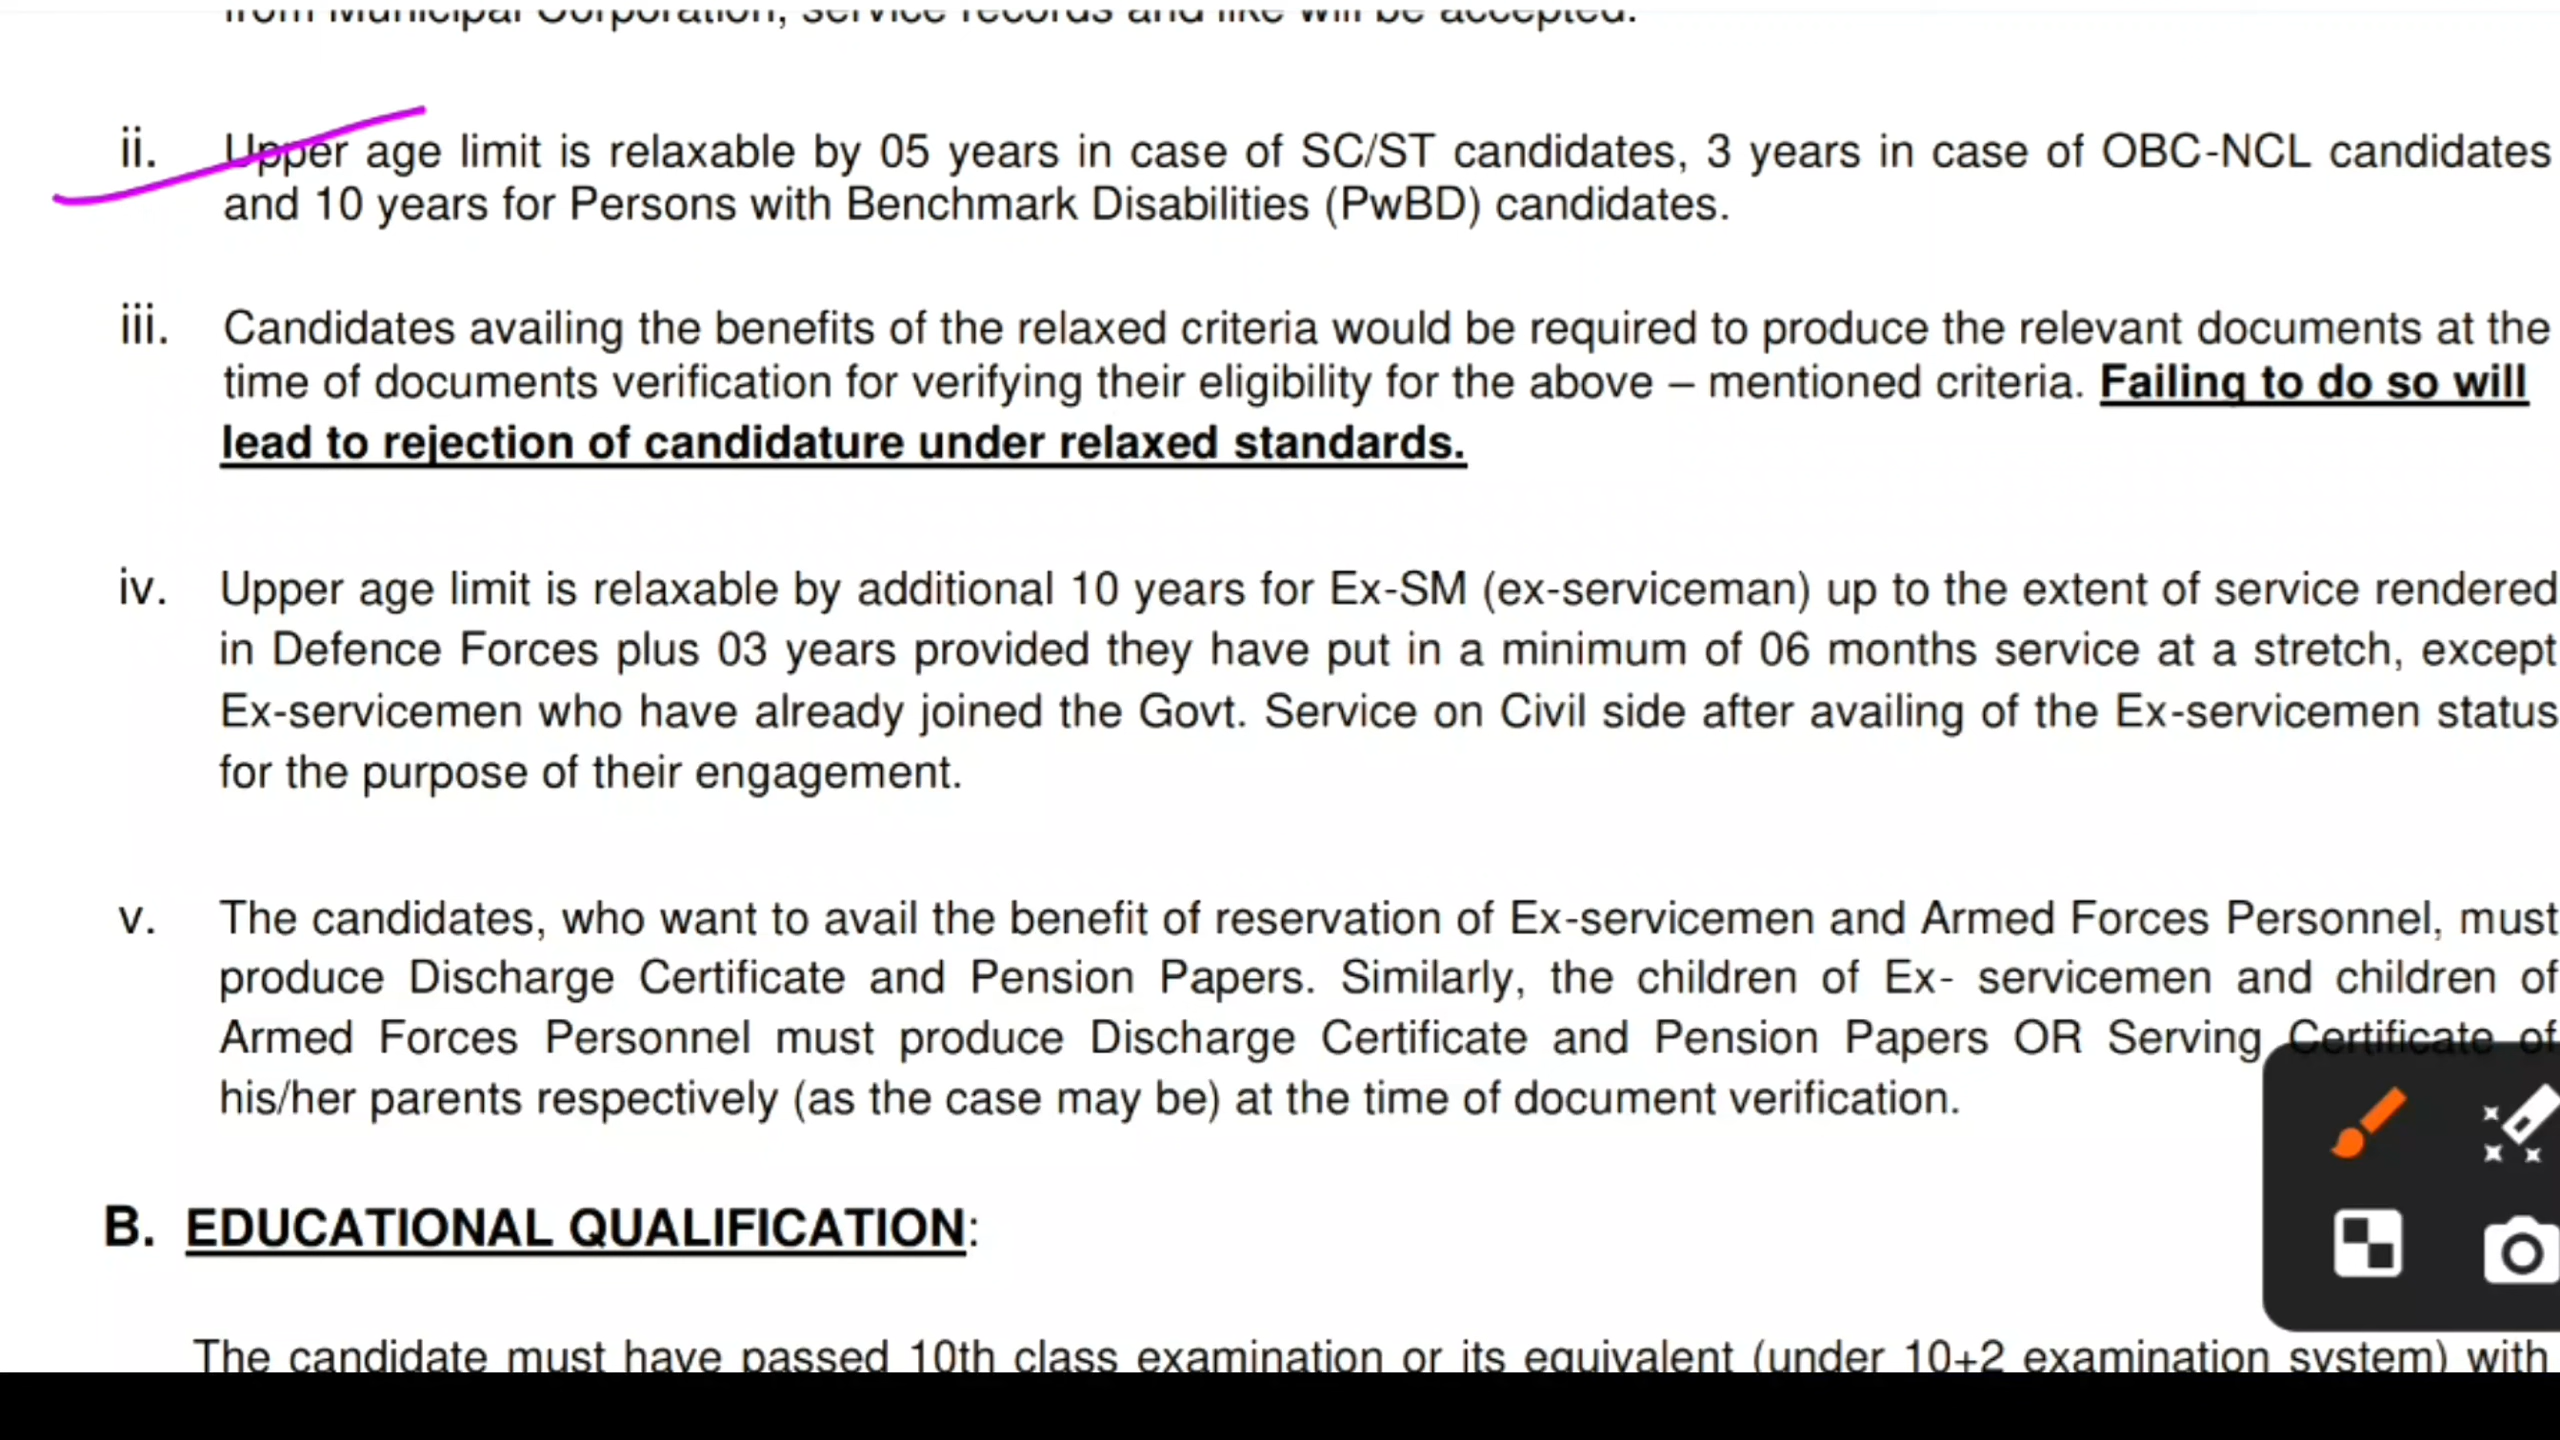 from Municipal Corporation, service records and like will be accepted.
ii. Upper age limit is relaxable by 05 years in case of SC/ST candidates, 3 years in case of OBC-NCL candidates
and 10 years for Persons with Benchmark Disabilities (PwBD) candidates.
iii. Candidates availing the benefits of the relaxed criteria would be required to produce the relevant documents at the
time of documents verification for verifying their eligibility for the above – mentioned criteria. Failing to do so will
lead to rejection of candidature under relaxed standards.
iv. Upper age limit is relaxable by additional 10 years for Ex-SM (ex-serviceman) up to the extent of service rendered
in Defence Forces plus 03 years provided they have put in a minimum of 06 months service at a stretch, except
Ex-servicemen who have already joined the Govt. Service on Civil side after availing of the Ex-servicemen status
for the purpose of their engagement.
v. The candidates, who want to avail the benefit of reservation of Ex-servicemen and Armed Forces Personnel, must
produce Discharge Certificate and Pension Papers. Similarly, the children of Ex- servicemen and children of
Armed Forces Personnel must produce Discharge Certificate and Pension Papers OR Serving Certificate of
his/her parents respectively (as the case may be) at the time of document verification.
B. EDUCATIONAL QUALIFICATION:
The candidate must have passed 10th class examination or its equivalent (under 10+2 examination system) with